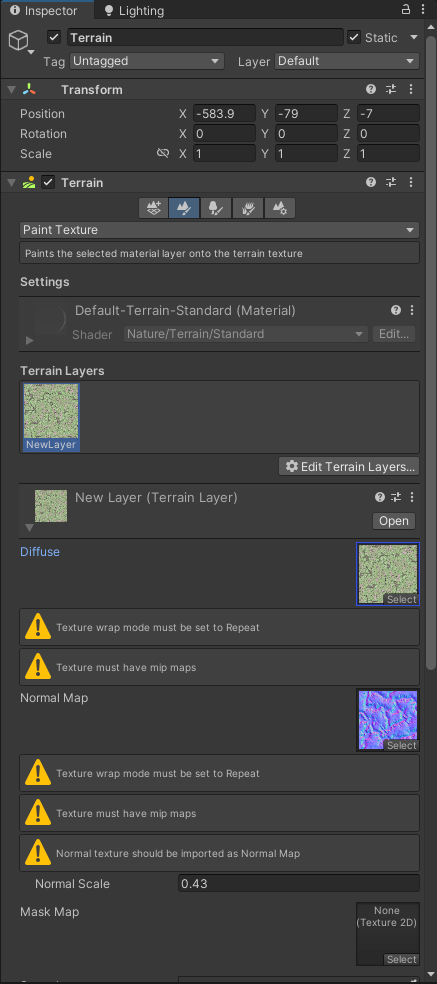 Inspector
Lighting
Terrain
Static
Tag Untagged Layer Default
Transform
Position X -583.9 Y -79 Z -7
Rotation X 0 Y 0 Z 0
Scale X 1 Y 1 Z 1
Terrain
Paint Texture
Paints the selected material layer onto the terrain texture
Settings
Default-Terrain-Standard (Material)
Shader Nature/Terrain/Standard Edit...
Terrain Layers
NewLayer
Edit Terrain Layers...
New Layer (Terrain Layer)
Open
Diffuse
Select
Texture wrap mode must be set to Repeat
Texture must have mip maps
Normal Map
Select
Texture wrap mode must be set to Repeat
Texture must have mip maps
Normal texture should be imported as Normal Map
Normal Scale 0.43
Mask Map
None
(Texture 2D)
Select